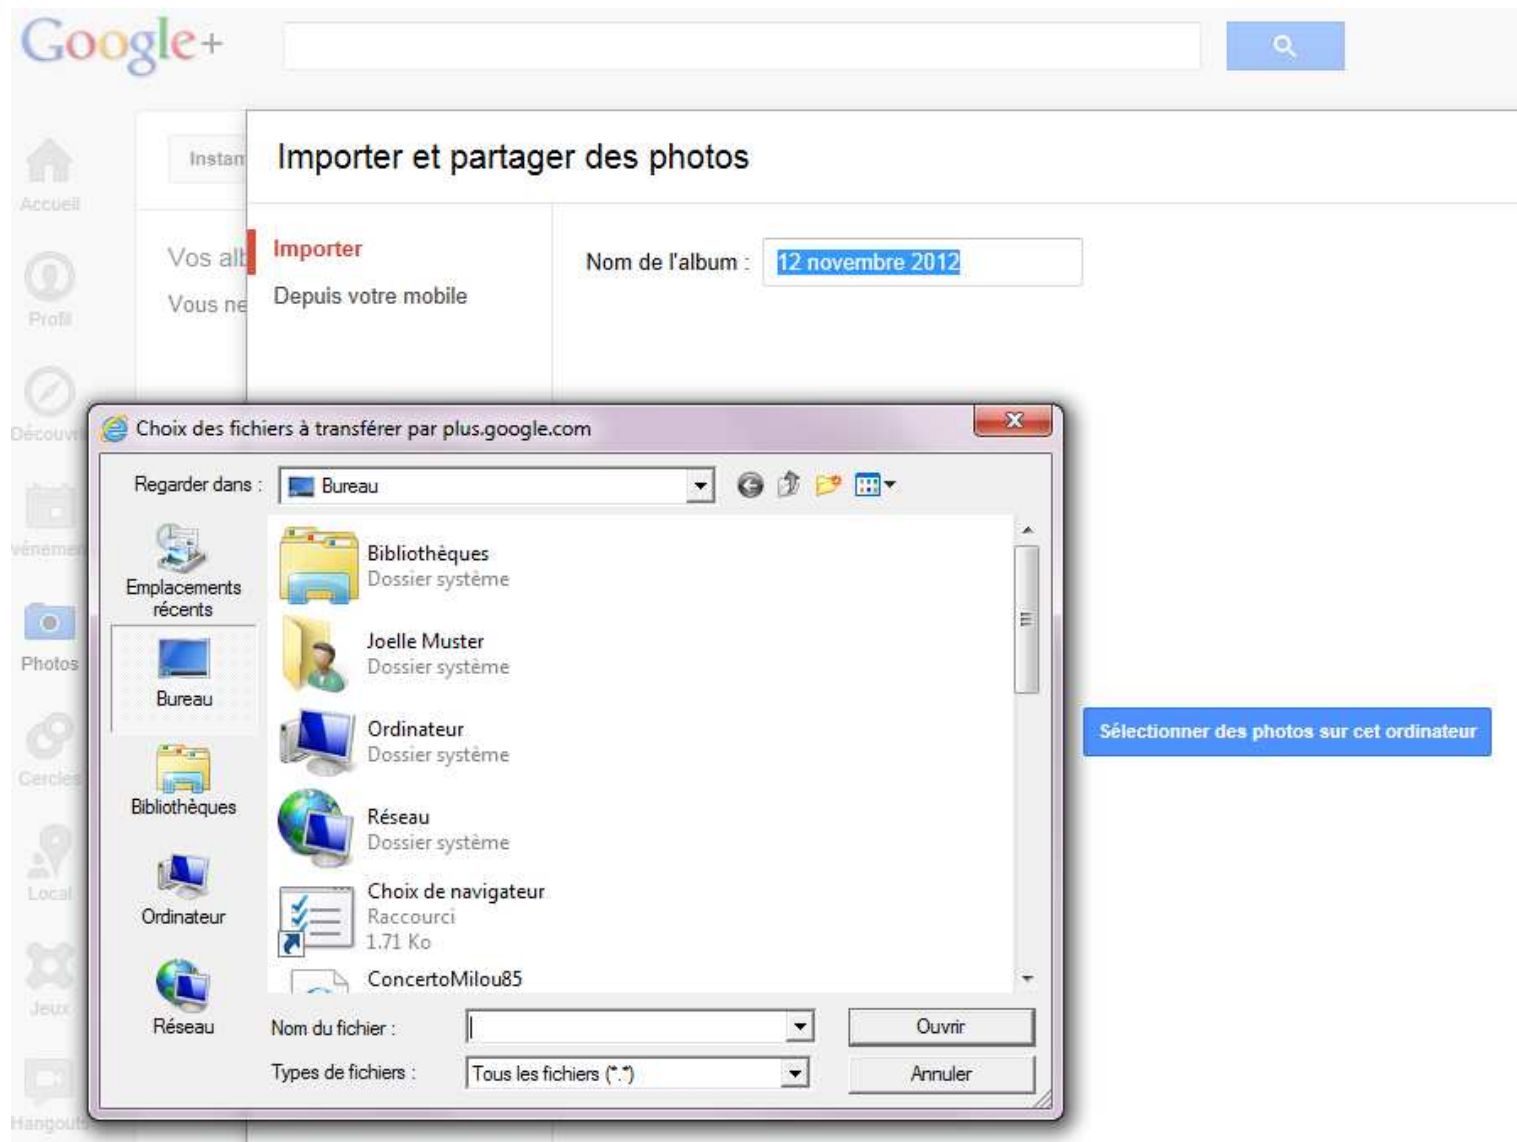 Google+
Importer et partager des photos
Instan
Accueil
Vos alb
Importer
Nom de l'album :
12 novembre 2012
Vous ne
Depuis votre mobile
Profil
Choix des fichiers à transférer par plus.google.com
Découvri
Regarder dans :
Bureau
Emplacements
récents
Bureau
Bibliothèques
Ordinateur
Réseau
Bibliothèques
Dossier système
Joelle Muster
Dossier système
Ordinateur
Dossier système
Réseau
Dossier système
Choix de navigateur
Raccourci
1.71 Ko
ConcertoMilou85
vénemen
Photos
Cercles
Local
Jeux
Hangouts
Sélectionner des photos sur cet ordinateur
Nom du fichier :
Ouvrir
Types de fichiers :
Tous les fichiers (*.*)
Annuler